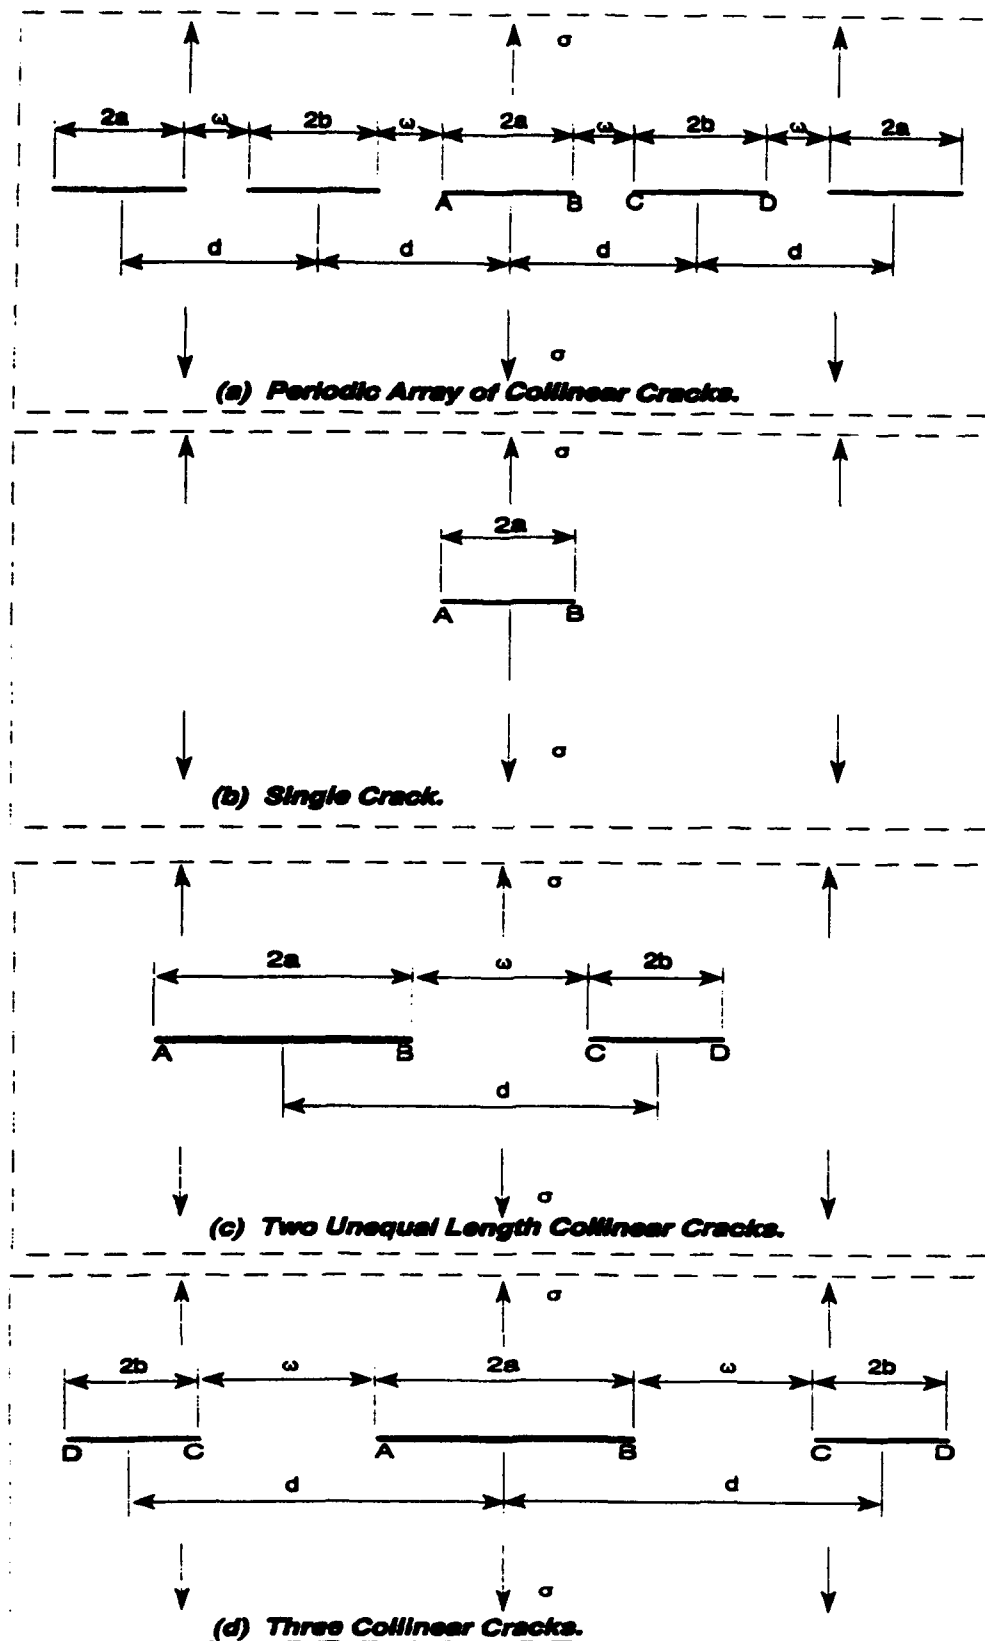 σ
2a ω 2b ω 2a ω 2b ω 2a
A B C D
d d d d
σ
(a) Periodic Array of Collinear Cracks.
σ
2a
A B
σ
(b) Single Crack.
σ
2a ω 2b
A B C D
d
σ
(c) Two Unequal Length Collinear Cracks.
σ
2b ω 2a ω 2b
D C A B C D
d d
σ
(d) Three Collinear Cracks.